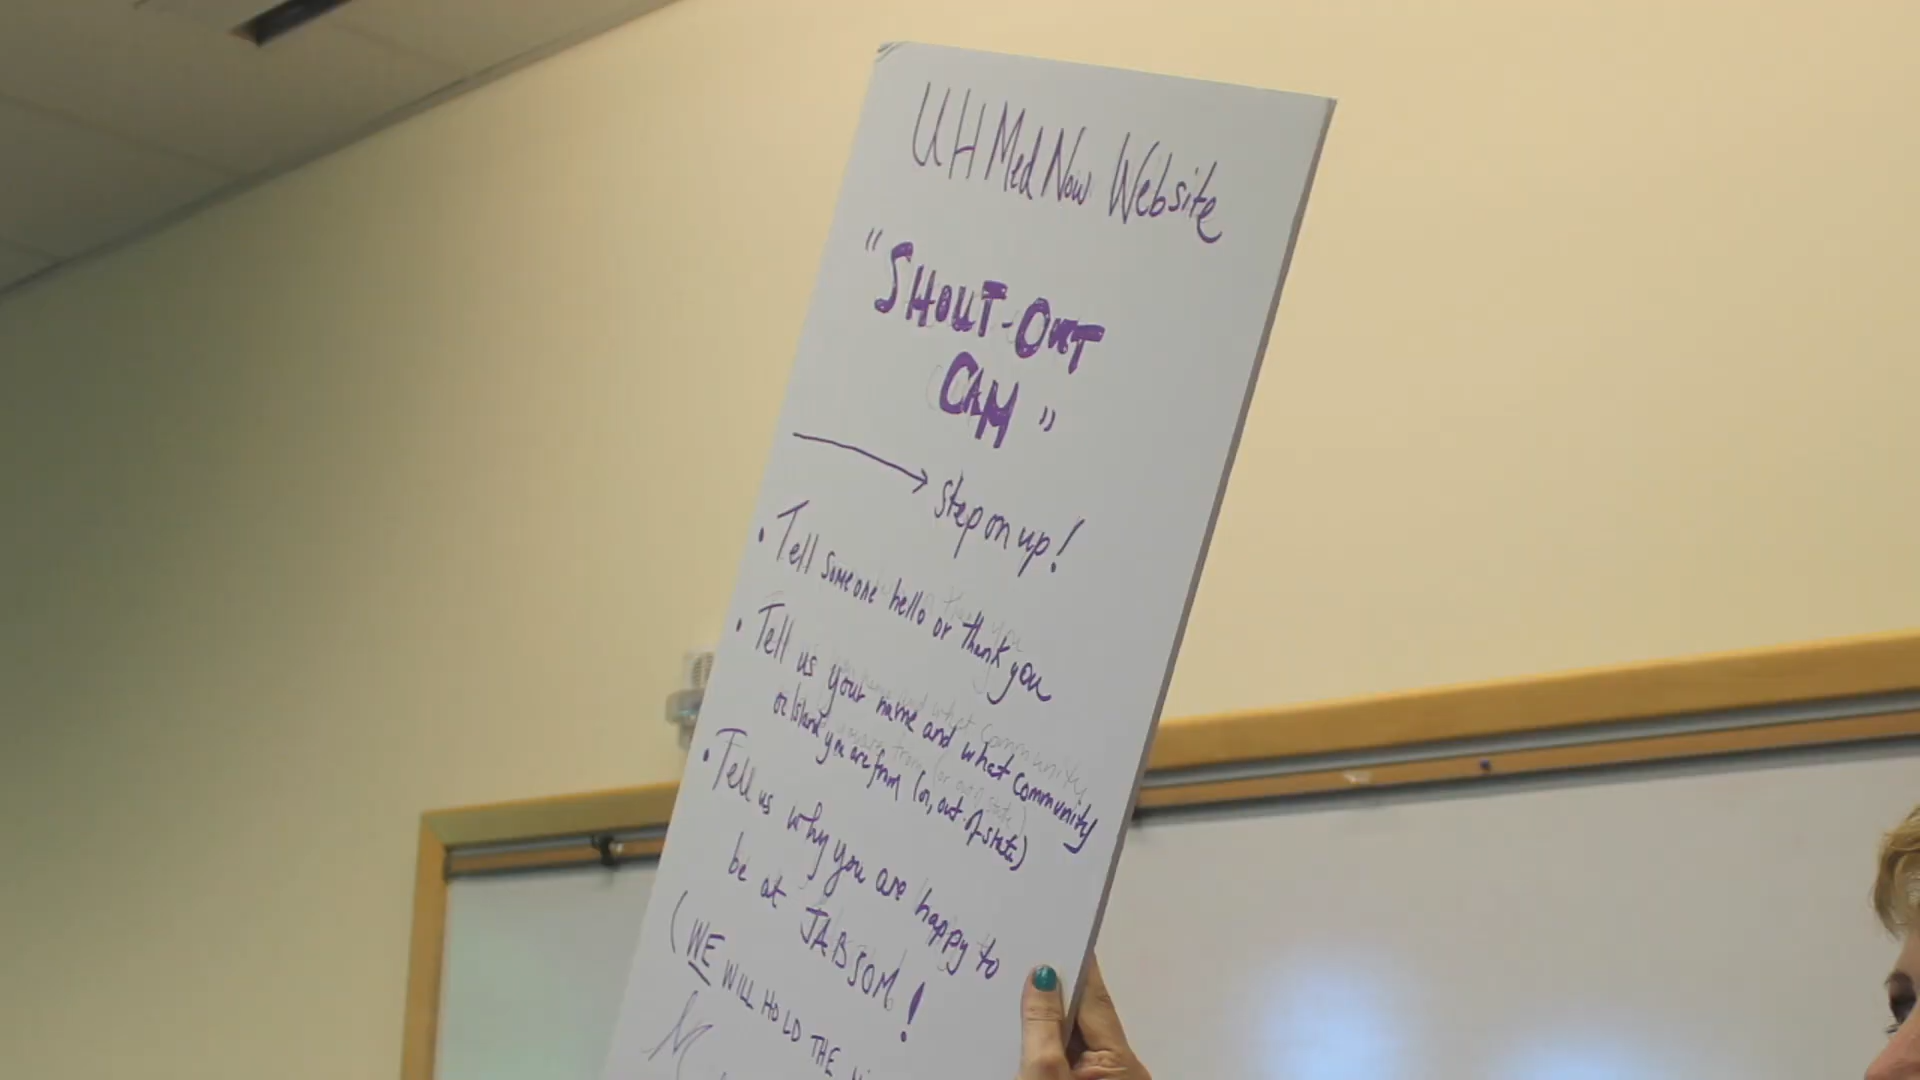 UH Med Now Website
"SHOUT-OUT
CAM"
→ step on up!
• Tell someone hello or thank you
• Tell us your name and what community
or island you are from (or, out-of-state)
• Tell us why you are happy to
be at JABSOM!
(WE WILL HOLD THE